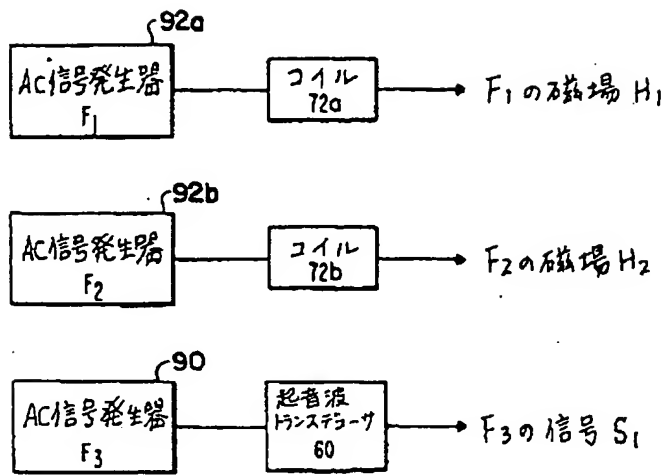 92a
AC信号発生器
F1
コイル
72a
F1の磁場 H1
92b
AC信号発生器
F2
コイル
72b
F2の磁場 H2
90
AC信号発生器
F3
起音波
トランスデューサ
60
F3の信号 S1